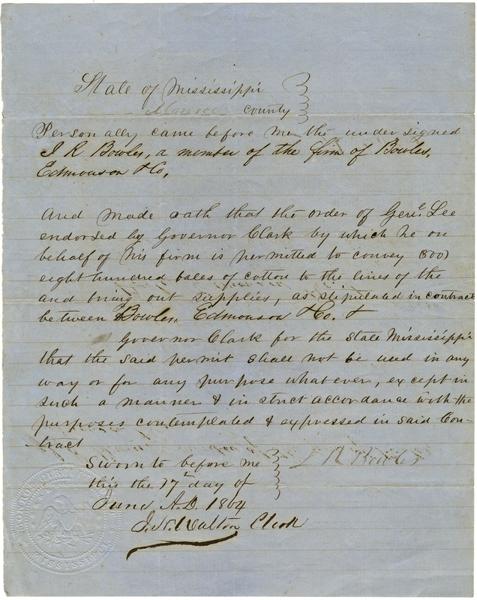 State of Mississippi
Monroe county
Personally came before me the undersigned
J R Bowles, a member of the firm of Bowles,
Edmonson & Co,
And made oath that the order of Genl. Lee
endorsed by Governor Clark by which he on
behalf of his firm is permitted to convey (800)
eight hundred bales of cotton to the lines of the
and bring out supplies, as stipulated in contract
between Bowles, Edmonson & Co. &
Governor Clark for the State Mississippi
that the said permit shall not be used in any
way or for any purpose whatever, except in
such a manner & in strict accordance with the
purposes contemplated & expressed in said Con-
tract
Sworn to before me J R Bowles
this the 17th day of
June A.D. 1864
Walton Clerk